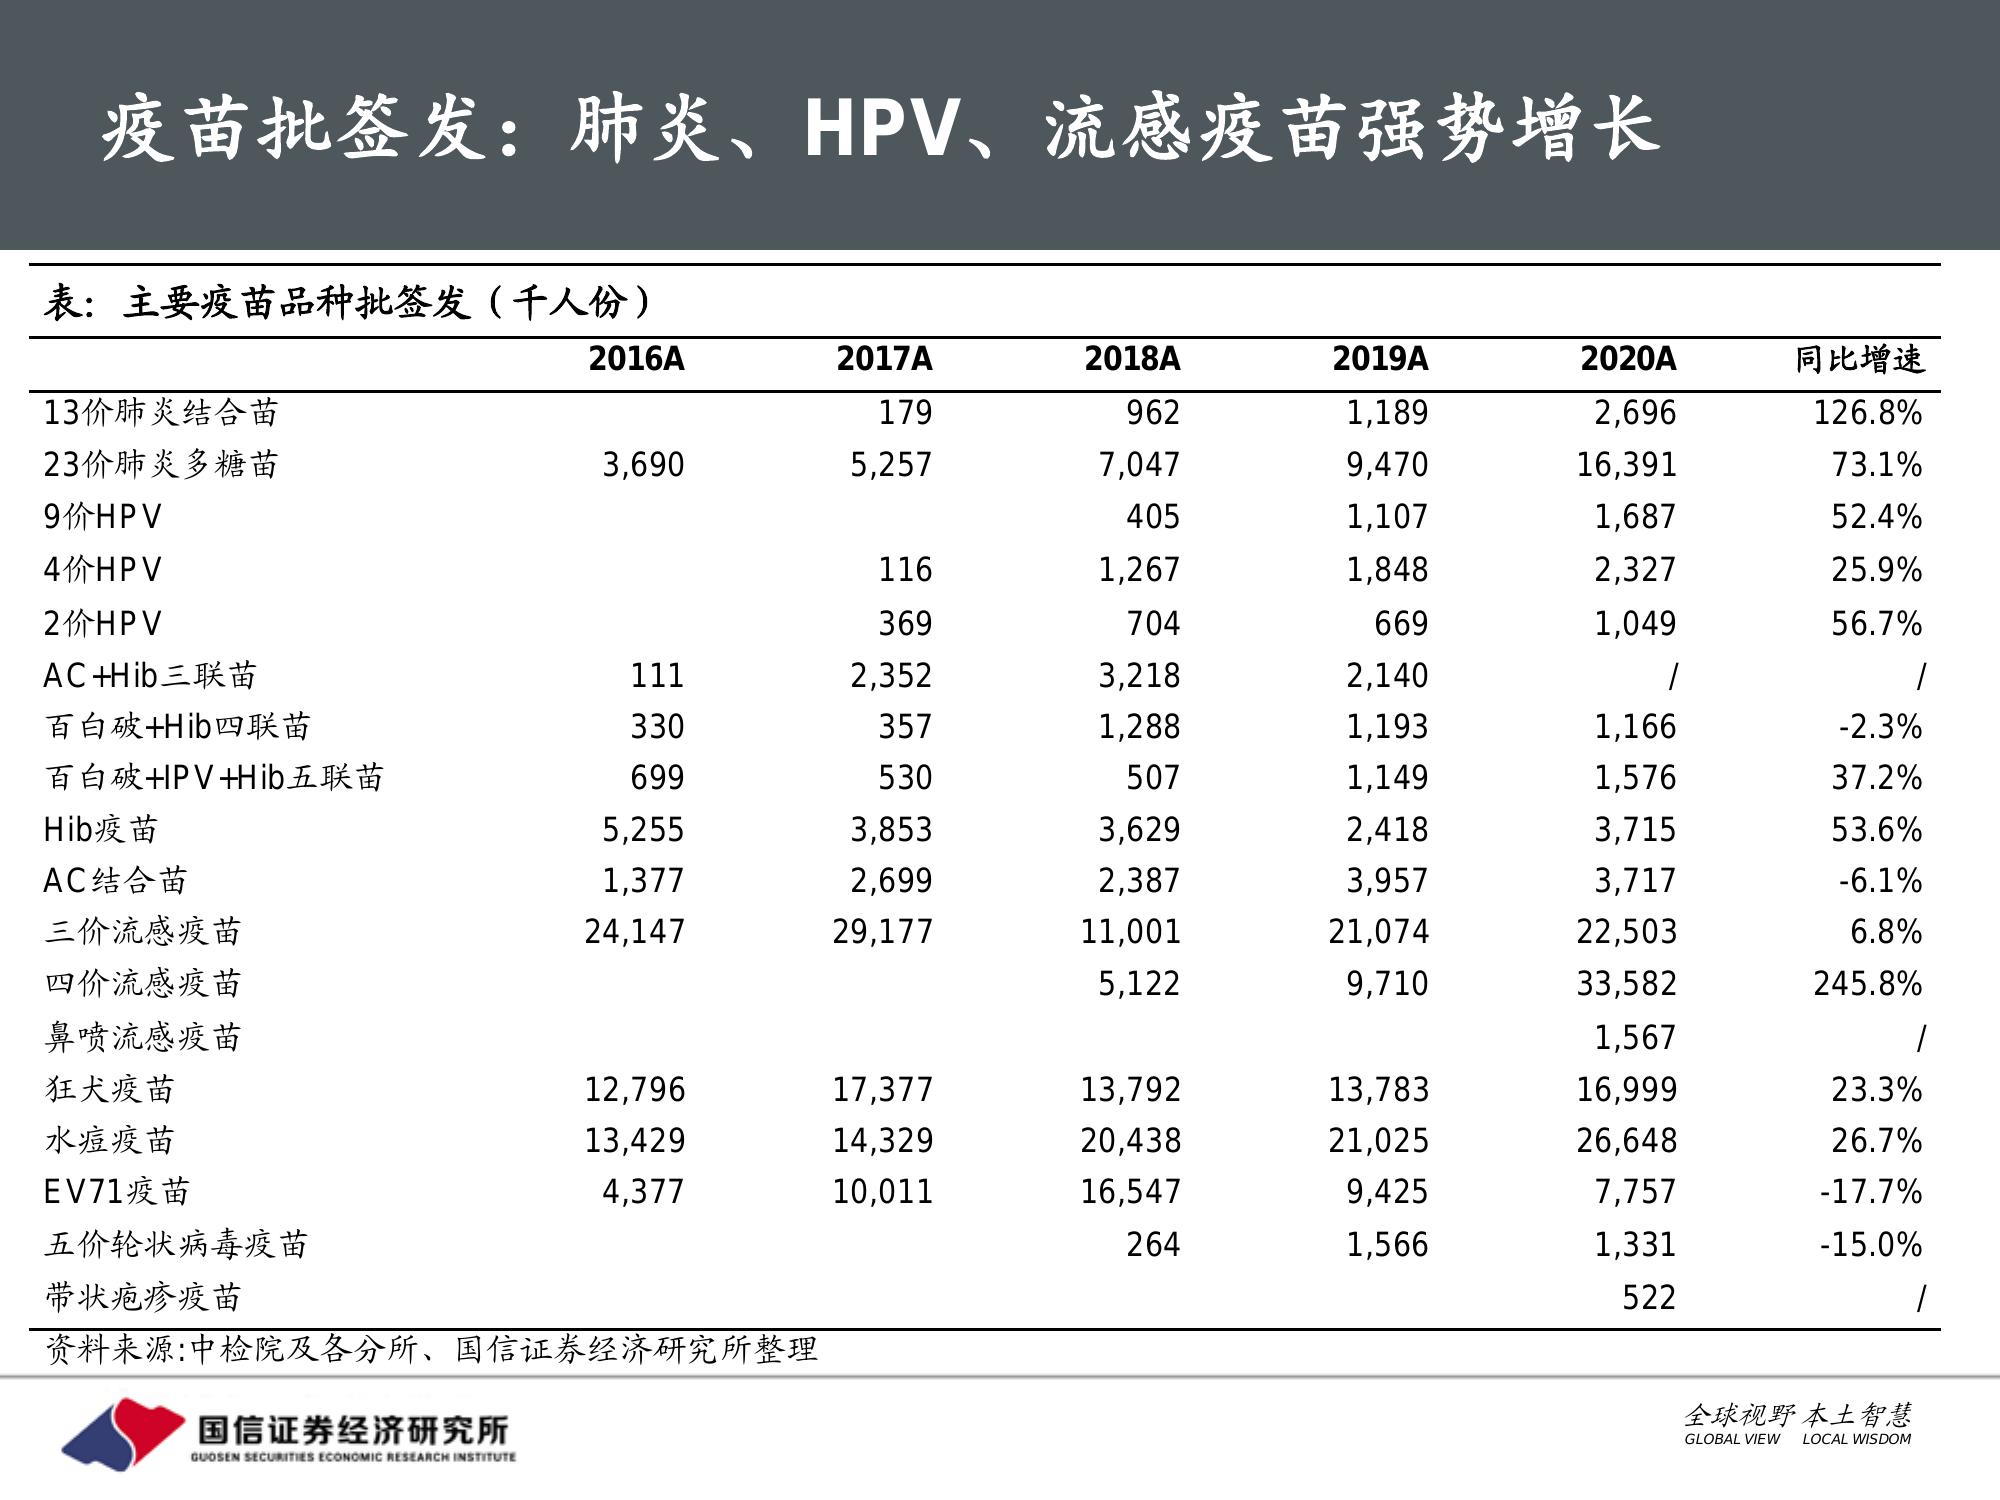 疫苗批签发：肺炎、HPV、流感疫苗强势增长
表：主要疫苗品种批签发（千人份）
2016A 2017A 2018A 2019A 2020A 同比增速
13价肺炎结合苗 179 962 1,189 2,696 126.8%
23价肺炎多糖苗 3,690 5,257 7,047 9,470 16,391 73.1%
9价HPV 405 1,107 1,687 52.4%
4价HPV 116 1,267 1,848 2,327 25.9%
2价HPV 369 704 669 1,049 56.7%
AC+Hib三联苗 111 2,352 3,218 2,140 / /
百白破+Hib四联苗 330 357 1,288 1,193 1,166 -2.3%
百白破+IPV+Hib五联苗 699 530 507 1,149 1,576 37.2%
Hib疫苗 5,255 3,853 3,629 2,418 3,715 53.6%
AC结合苗 1,377 2,699 2,387 3,957 3,717 -6.1%
三价流感疫苗 24,147 29,177 11,001 21,074 22,503 6.8%
四价流感疫苗 5,122 9,710 33,582 245.8%
鼻喷流感疫苗 1,567 /
狂犬疫苗 12,796 17,377 13,792 13,783 16,999 23.3%
水痘疫苗 13,429 14,329 20,438 21,025 26,648 26.7%
EV71疫苗 4,377 10,011 16,547 9,425 7,757 -17.7%
五价轮状病毒疫苗 264 1,566 1,331 -15.0%
带状疱疹疫苗 522 /
资料来源:中检院及各分所、国信证券经济研究所整理
国信证券经济研究所
GUOSEN SECURITIES ECONOMIC RESEARCH INSTITUTE
全球视野 本土智慧
GLOBAL VIEW LOCAL WISDOM